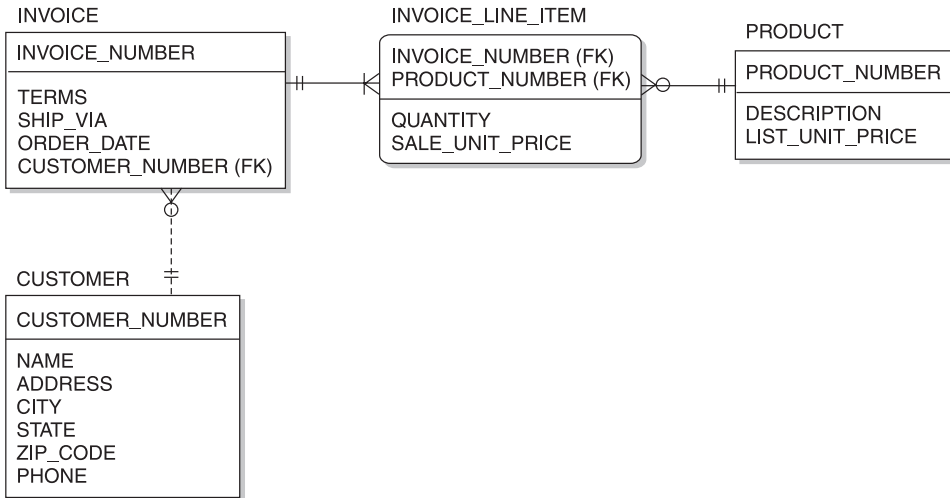 INVOICE
INVOICE_NUMBER
TERMS
SHIP_VIA
ORDER_DATE
CUSTOMER_NUMBER (FK)
INVOICE_LINE_ITEM
INVOICE_NUMBER (FK)
PRODUCT_NUMBER (FK)
QUANTITY
SALE_UNIT_PRICE
PRODUCT
PRODUCT_NUMBER
DESCRIPTION
LIST_UNIT_PRICE
CUSTOMER
CUSTOMER_NUMBER
NAME
ADDRESS
CITY
STATE
ZIP_CODE
PHONE